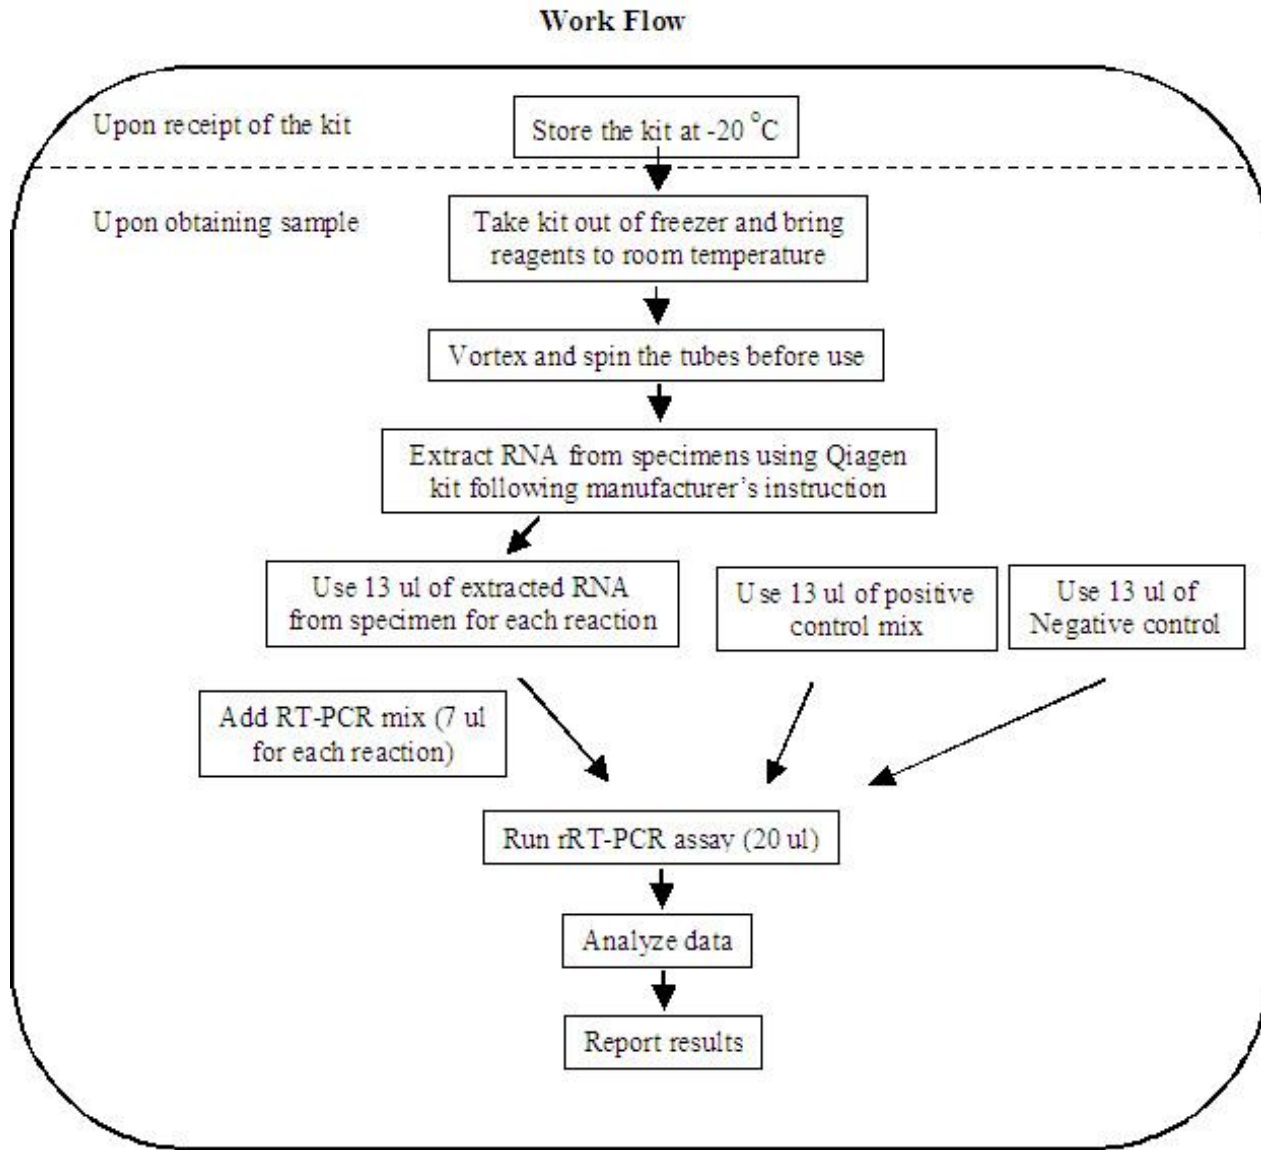 Work Flow
Upon receipt of the kit
Store the kit at -20 °C
Upon obtaining sample
Take kit out of freezer and bring
reagents to room temperature
Vortex and spin the tubes before use
Extract RNA from specimens using Qiagen
kit following manufacturer’s instruction
Use 13 ul of extracted RNA
from specimen for each reaction
Use 13 ul of positive
control mix
Use 13 ul of
Negative control
Add RT-PCR mix (7 ul
for each reaction)
Run rRT-PCR assay (20 ul)
Analyze data
Report results